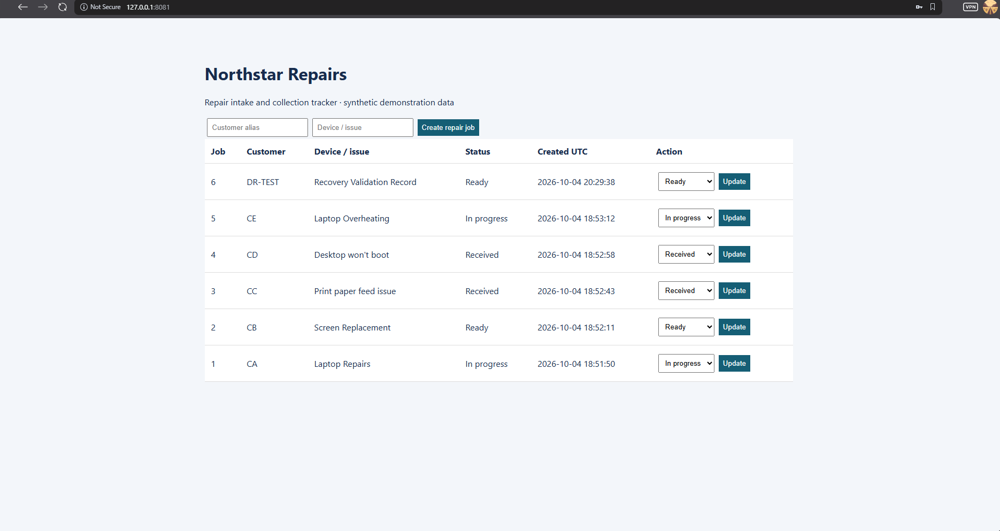 Not Secure 127.0.0.1:8081 VPN
Northstar Repairs
Repair intake and collection tracker · synthetic demonstration data
Customer alias Device / issue Create repair job
Job Customer Device / issue Status Created UTC Action
6 DR-TEST Recovery Validation Record Ready 2026-10-04 20:29:38 Ready Update
5 CE Laptop Overheating In progress 2026-10-04 18:53:12 In progress Update
4 CD Desktop won't boot Received 2026-10-04 18:52:58 Received Update
3 CC Print paper feed issue Received 2026-10-04 18:52:43 Received Update
2 CB Screen Replacement Ready 2026-10-04 18:52:11 Ready Update
1 CA Laptop Repairs In progress 2026-10-04 18:51:50 In progress Update